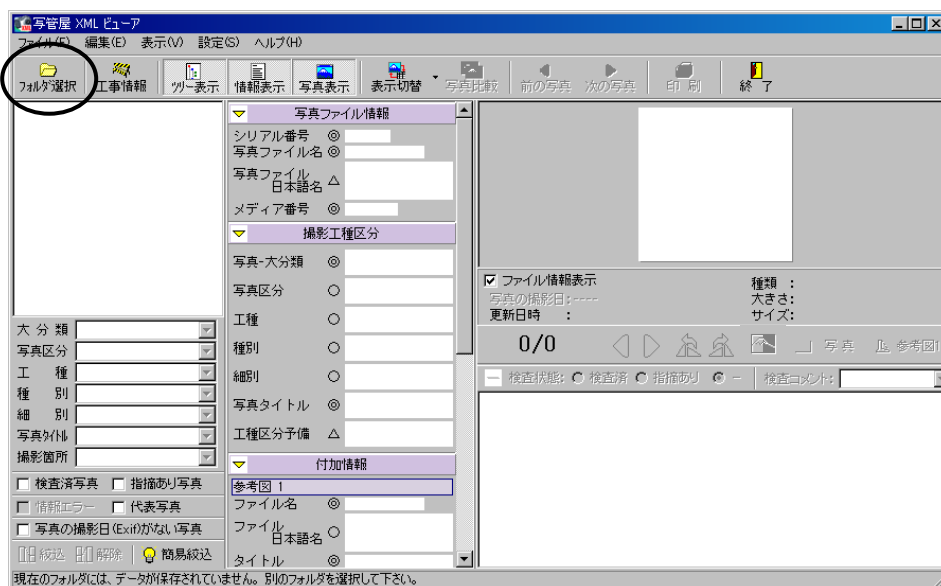 写管屋 XML ビューア
ファイル(F) 編集(E) 表示(V) 設定(S) ヘルプ(H)
フォルダ選択 工事情報 ツリー表示 情報表示 写真表示 表示切替 写真比較 前の写真 次の写真 印刷 終了
大分類
写真区分
工種
種別
細別
写真タイトル
撮影箇所
検査済写真 指摘あり写真
情報エラー 代表写真
写真の撮影日(Exif)がない写真
絞込 解除 簡易絞込
写真ファイル情報
シリアル番号 ◎
写真ファイル名 ◎
写真ファイル
日本語名 △
メディア番号 ◎
撮影工種区分
写真-大分類 ◎
写真区分 ○
工種 ○
種別 ○
細別 ○
写真タイトル ◎
工種区分予備 △
付加情報
参考図 1
ファイル名 ◎
ファイル
日本語名 ○
タイトル ◎
ファイル情報表示 種類 :
写真の撮影日:---- 大きさ:
更新日時 : サイズ:
0/0 写真 参考図1
検査状態: 検査済 指摘あり - 検査コメント:
現在のフォルダには、データが保存されていません。別のフォルダを選択して下さい。